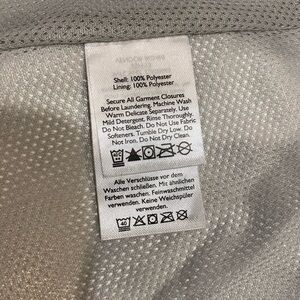 Shell: 100% Polyester
Lining: 100% Polyester
Secure All Garment Closures
Before Laundering. Machine Wash
Warm Delicate Separately. Use
Mild Detergent. Rinse Thoroughly.
Do Not Bleach. Do Not Use Fabric
Softeners. Tumble Dry Low. Do
Not Iron. Do Not Dry Clean.
40
Alle Verschlüsse vor dem
Waschen schließen. Mit ähnlichen
Farben waschen.
Feinwaschmittel
verwenden. Keine Weichspüler
verwenden.
40